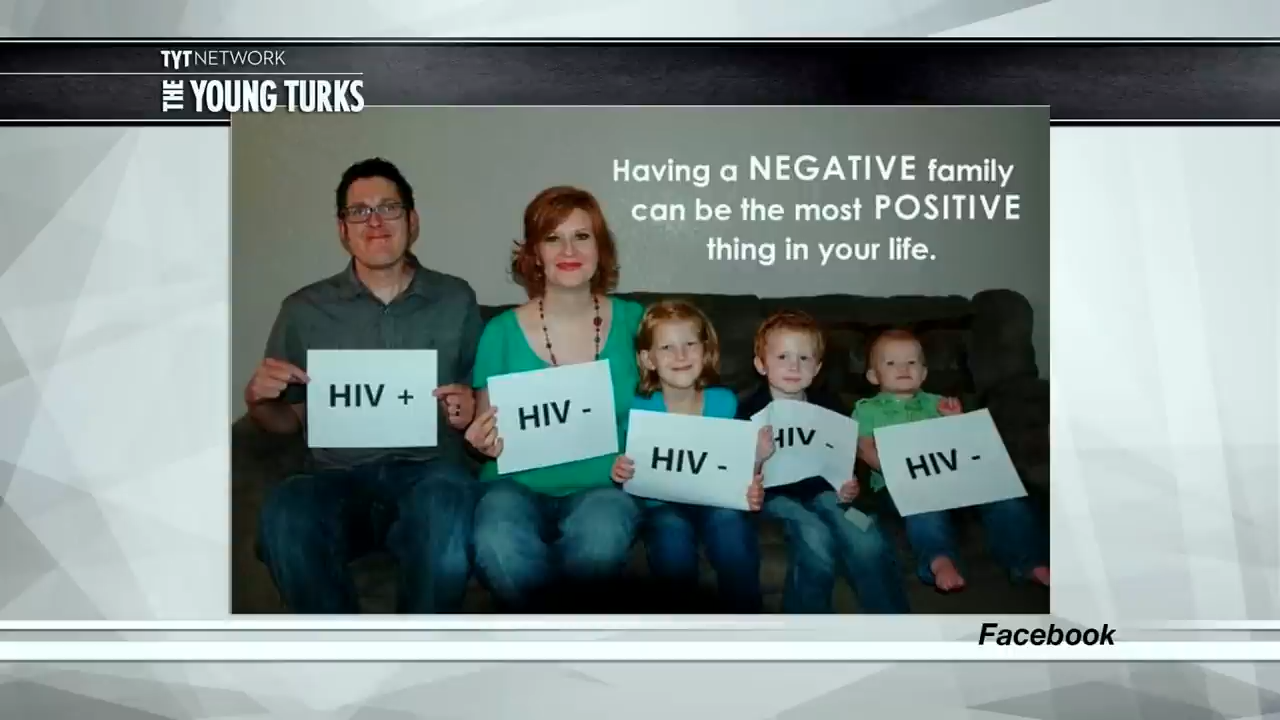 TYT NETWORK
THE YOUNG TURKS
Having a NEGATIVE family
can be the most POSITIVE
thing in your life.
HIV +
HIV -
HIV -
HIV -
HIV -
Facebook